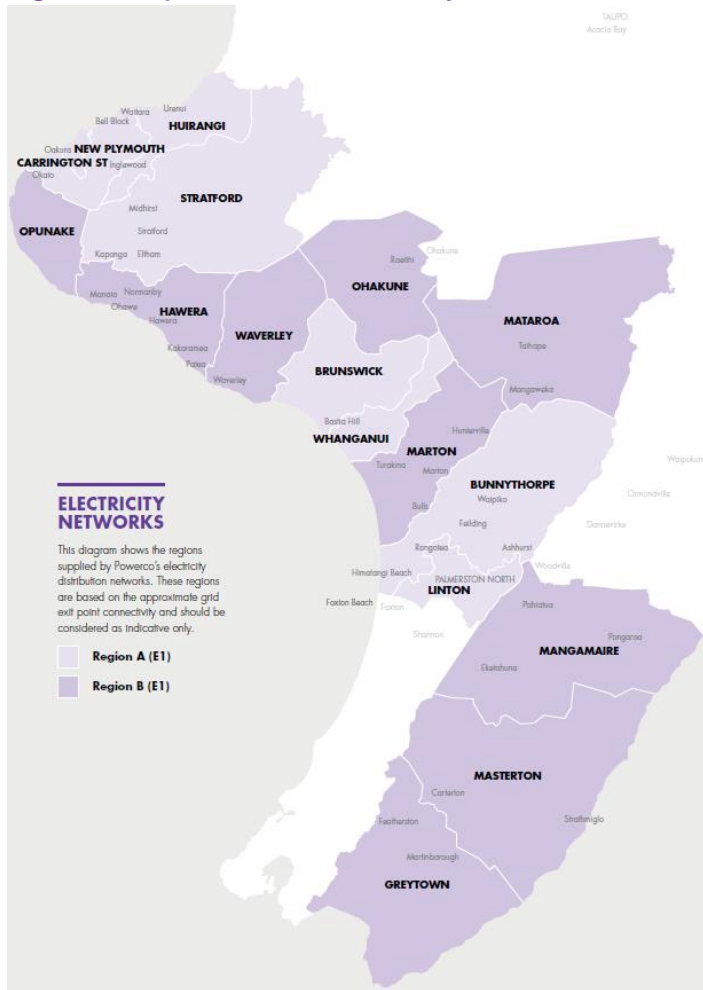 TAUPO
Acacia Bay
Waitara
Urenui
Bell Block
HUIRANGI
Oakura
NEW PLYMOUTH
CARRINGTON ST
Inglewood
Okato
STRATFORD
Midhirst
OPUNAKE
Stratford
Kaponga
Eltham
Raetihi
Ohakune
OHAKUNE
Manaia
Normanby
Ohawe
HAWERA
Hawera
MATAROA
WAVERLEY
Taihape
Kakaramea
Patea
BRUNSWICK
Waverley
Mangaweka
Bastia Hill
WHANGANUI
Hunterville
MARTON
Turakina
Marton
BUNNYTHORPE
Waipukun
Waipiko
Ormondville
Bulls
Feilding
Dannevirke
Rongotea
Ashhurst
Woodville
Himatangi Beach
PALMERSTON NORTH
LINTON
Foxton Beach
Foxton
Pahiatua
Shannon
Pongaroa
MANGAMAIRE
Eketahuna
MASTERTON
Carterton
Featherston
Strathmiglo
Martinborough
GREYTOWN
ELECTRICITY
NETWORKS
This diagram shows the regions
supplied by Powerco's electricity
distribution networks. These regions
are based on the approximate grid
exit point connectivity and should be
considered as indicative only.
Region A (E1)
Region B (E1)